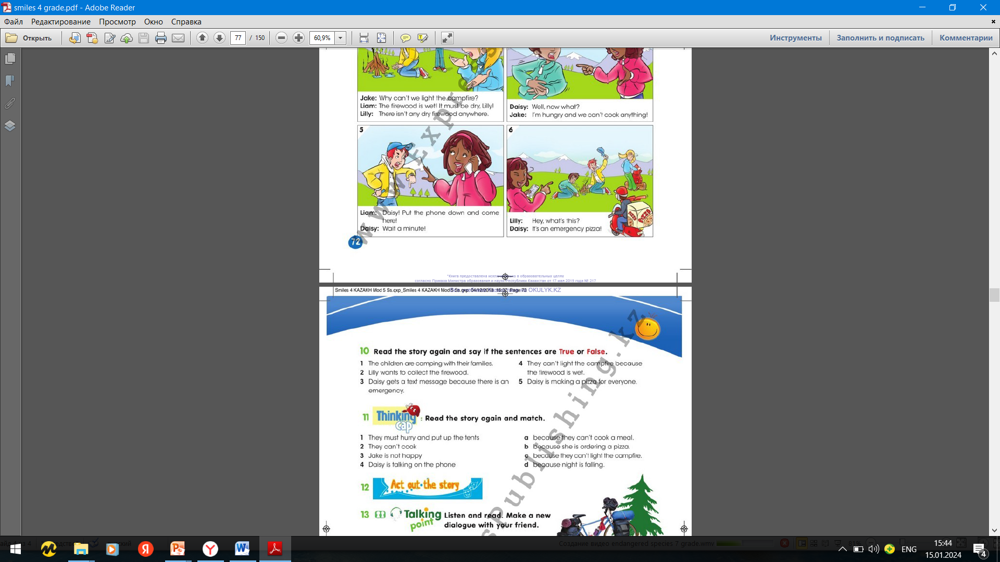 smiles 4 grade.pdf - Adobe Reader
Файл Редактирование Просмотр Окно Справка
Открыть 77 / 150 60,9% Инструменты Заполнить и подписать Комментарии
Jake: Why can't we light the campfire?
Liam: The firewood is wet! It must be dry, Lilly!
Lilly: There isn't any dry firewood anywhere.
Daisy: Well, now what?
Jake: I'm hungry and we can't cook anything!
5
Liam: Daisy! Put the phone down and come
here!
Daisy: Wait a minute!
6
PIZZA
PIZZA
Lilly: Hey, what's this?
Daisy: It's an emergency pizza!
72
согласно Приказа Министра образования и науки Республики Казахстан от 17 мая 2019 года № 217
Smiles 4 KAZAKH Mod 5 Ss.qxp_Smiles 4 KAZAKH Mod 5 Ss.qxp 04/12/2018 16:32 Page 73
OKULYK.KZ
10 Read the story again and say if the sentences are True or False.
1 The children are camping with their families.
2 Lilly wants to collect the firewood.
3 Daisy gets a text message because there is an
emergency.
4 They can't light the campfire because
the firewood is wet.
5 Daisy is making a pizza for everyone.
11 Thinking cap : Read the story again and match.
1 They must hurry and put up the tents
2 They can't cook
3 Jake is not happy
4 Daisy is talking on the phone
a because they can't cook a meal.
b because she is ordering a pizza.
c because they can't light the campfire.
d because night is falling.
12 Act out the story
13 Talking point Listen and read. Make a new
dialogue with your friend.
www.ExpressPublishing.kz
Создание видео endangered species 7 grade.wmv
81%
ENG
15:44
15.01.2024
4